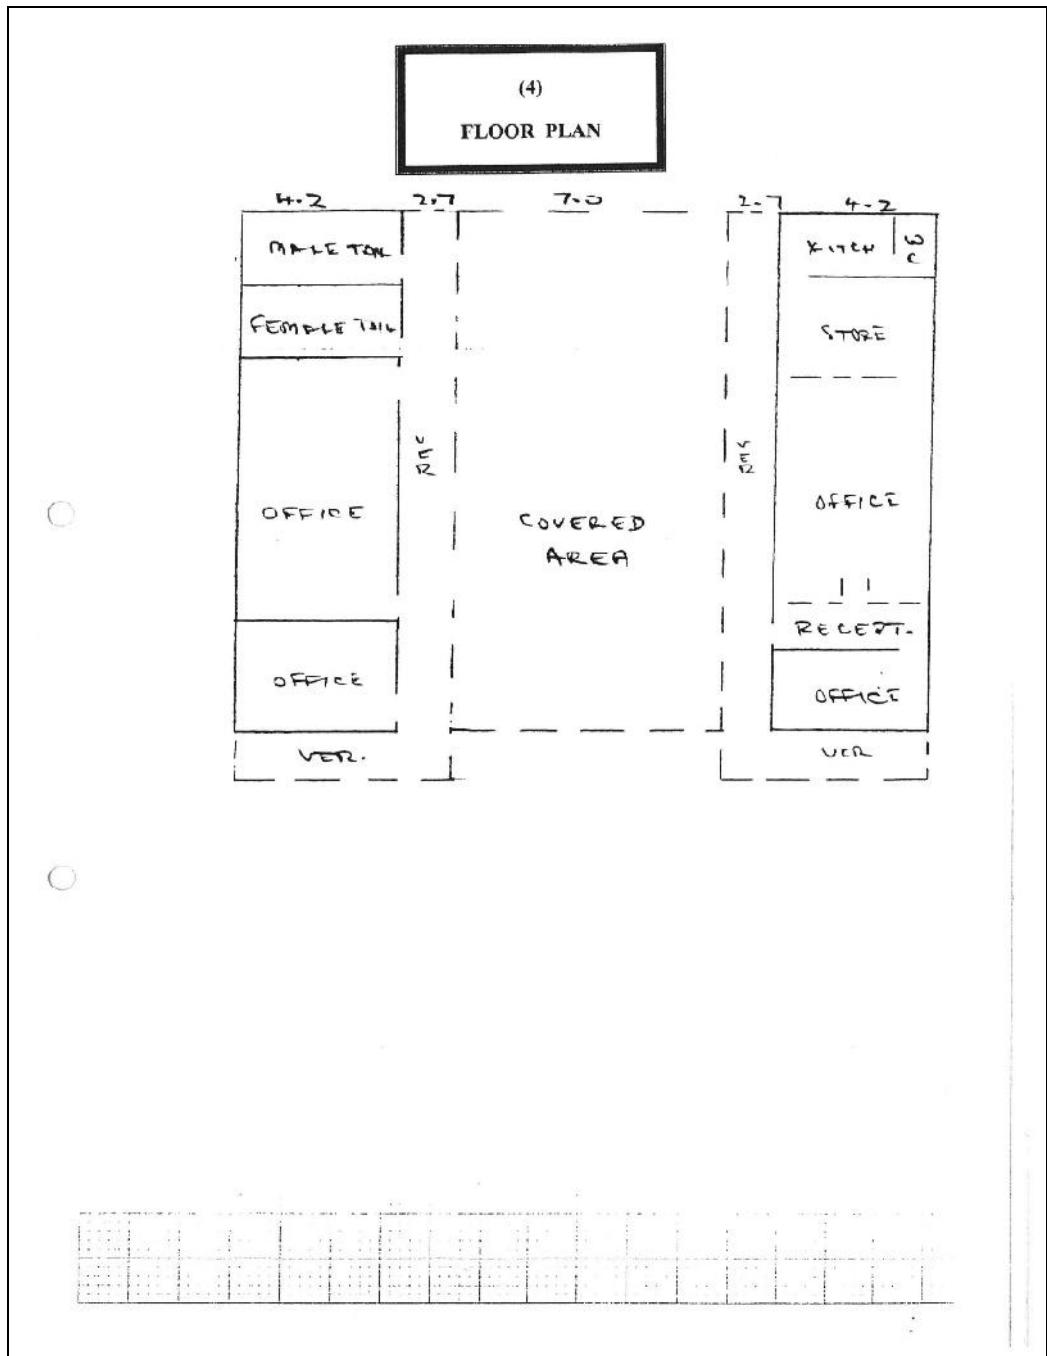 (4)
FLOOR PLAN
4.2 2.7 7.0 2.7 4.2
MALE TOIL
KITCH
WC
FEMALE TOIL
STORE
VER
VER
OFFICE
COVERED
AREA
OFFICE
RECEPT.
OFFICE
OFFICE
VER.
VER